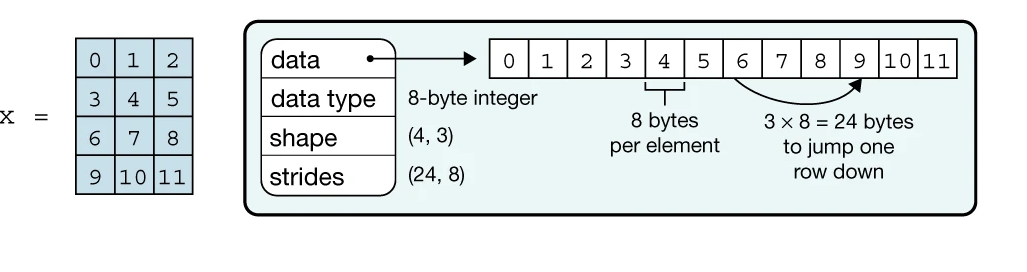 x =
0 1 2
3 4 5
6 7 8
9 10 11
data
data type 8-byte integer
shape (4, 3)
strides (24, 8)
0 1 2 3 4 5 6 7 8 9 10 11
8 bytes
per element
3 × 8 = 24 bytes
to jump one
row down